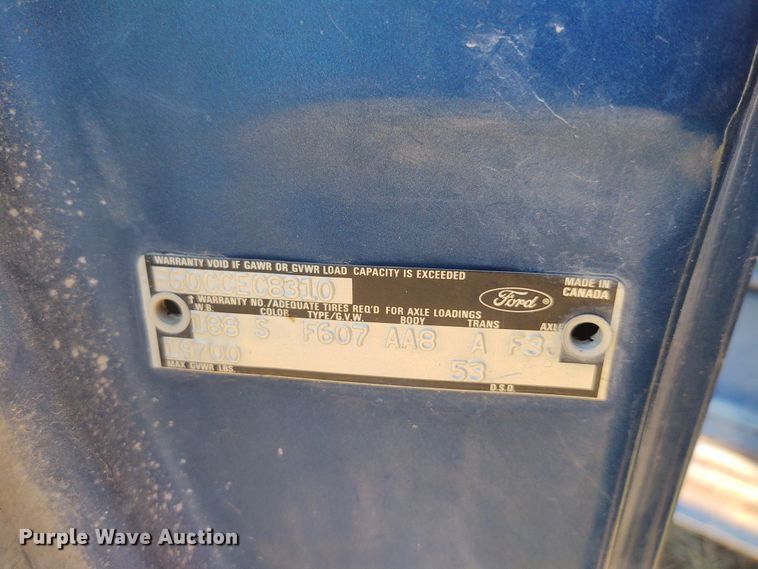 WARRANTY VOID IF GAWR OR GVWR LOAD CAPACITY IS EXCEEDED
F60CCEC8310
Ford
MADE IN
CANADA
† WARRANTY NO./ADEQUATE TIRES REQ'D FOR AXLE LOADINGS
W.B. COLOR TYPE/G.V.W. BODY TRANS AXLE
188 S F607 AA8 A
19700 53
MAX GVWR LBS. D.S.O.
Purple Wave Auction